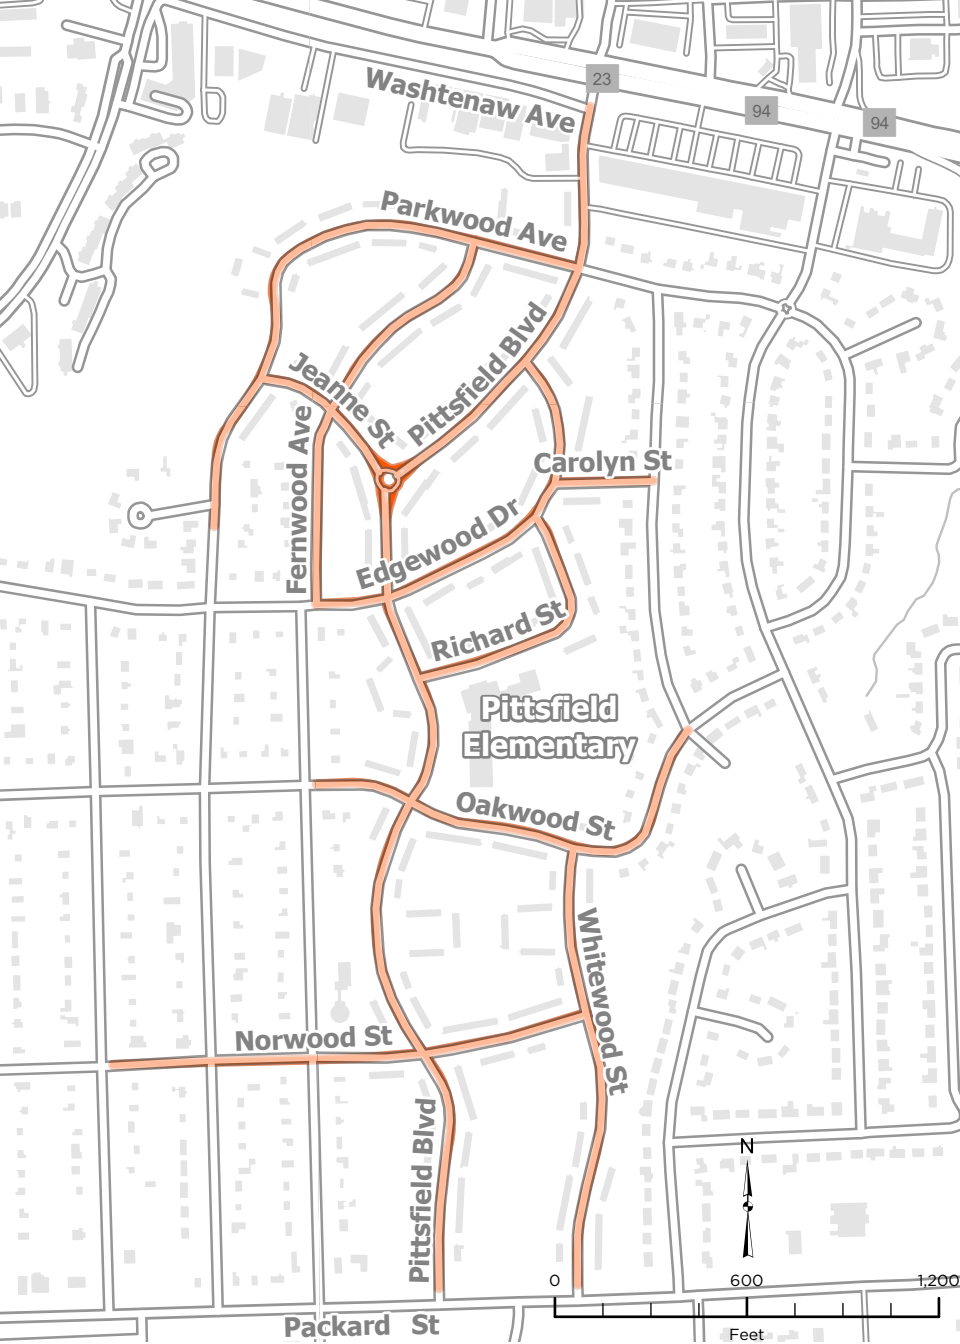 23
Washtenaw Ave
94
94
Parkwood Ave
Pittsfield Blvd
Jeanne St
Fernwood Ave
Carolyn St
Edgewood Dr
Richard St
Pittsfield
Elementary
Oakwood St
Whitewood St
Norwood St
Pittsfield Blvd
N
0 600 1,200
Feet
Packard St